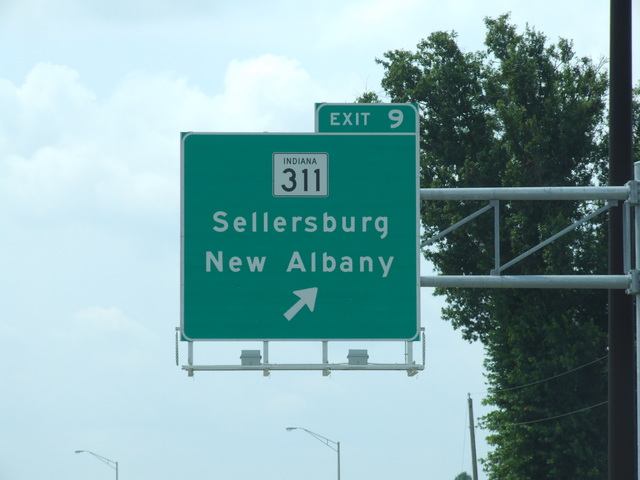 EXIT 9
INDIANA
311
Sellersburg
New Albany